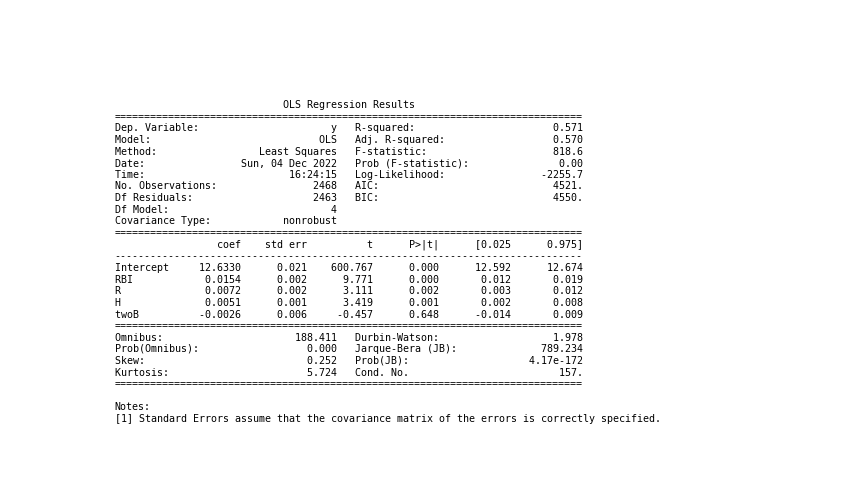 OLS Regression Results
==============================================================================
Dep. Variable:                      y   R-squared:                       0.571
Model:                            OLS   Adj. R-squared:                  0.570
Method:                 Least Squares   F-statistic:                     818.6
Date:                Sun, 04 Dec 2022   Prob (F-statistic):               0.00
Time:                        16:24:15   Log-Likelihood:                -2255.7
No. Observations:                2468   AIC:                             4521.
Df Residuals:                    2463   BIC:                             4550.
Df Model:                           4
Covariance Type:            nonrobust
==============================================================================
                 coef    std err          t      P>|t|      [0.025      0.975]
------------------------------------------------------------------------------
Intercept     12.6330      0.021    600.767      0.000      12.592      12.674
RBI            0.0154      0.002      9.771      0.000       0.012       0.019
R              0.0072      0.002      3.111      0.002       0.003       0.012
H              0.0051      0.001      3.419      0.001       0.002       0.008
twoB          -0.0026      0.006     -0.457      0.648      -0.014       0.009
==============================================================================
Omnibus:                      188.411   Durbin-Watson:                   1.978
Prob(Omnibus):                  0.000   Jarque-Bera (JB):              789.234
Skew:                           0.252   Prob(JB):                    4.17e-172
Kurtosis:                       5.724   Cond. No.                         157.
==============================================================================

Notes:
[1] Standard Errors assume that the covariance matrix of the errors is correctly specified.